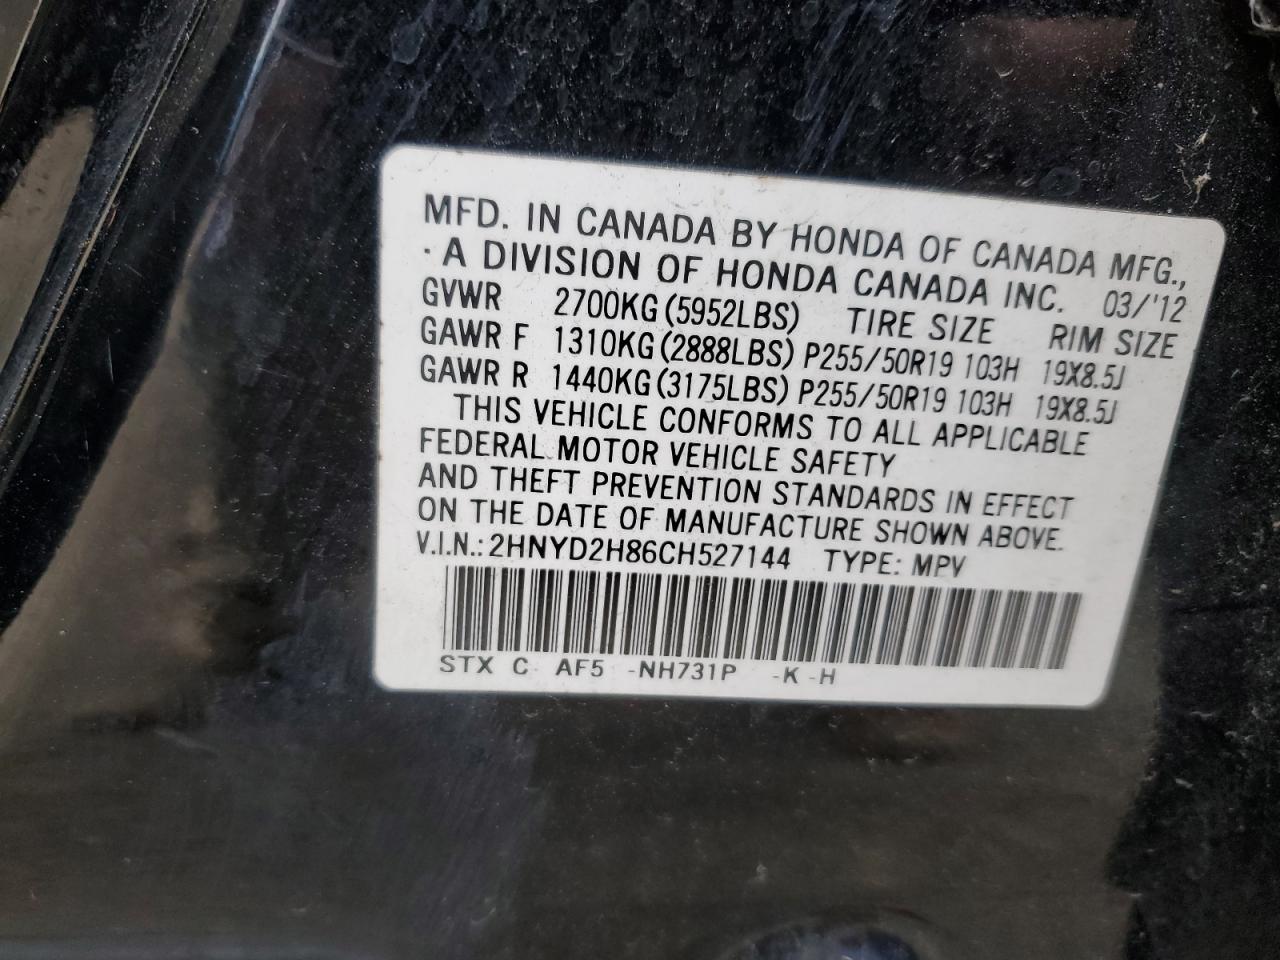 MFD. IN CANADA BY HONDA OF CANADA MFG.,
· A DIVISION OF HONDA CANADA INC. 03/'12
GVWR 2700KG (5952LBS) TIRE SIZE RIM SIZE
GAWR F 1310KG (2888LBS) P255/50R19 103H 19X8.5J
GAWR R 1440KG (3175LBS) P255/50R19 103H 19X8.5J
THIS VEHICLE CONFORMS TO ALL APPLICABLE
FEDERAL MOTOR VEHICLE SAFETY
AND THEFT PREVENTION STANDARDS IN EFFECT
ON THE DATE OF MANUFACTURE SHOWN ABOVE.
V.I.N.: 2HNYD2H86CH527144 TYPE: MPV
STX C AF5 -NH731P -K -H